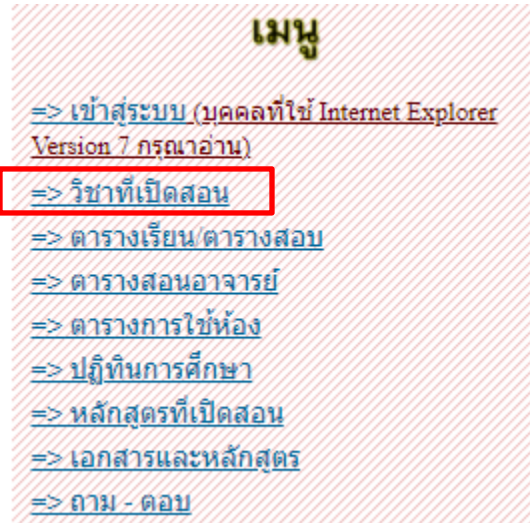 เมนู
=> เข้าสู่ระบบ (บุคคลที่ใช้ Internet Explorer
Version 7 กรุณาอ่าน)
=> วิชาที่เปิดสอน
=> ตารางเรียน/ตารางสอบ
=> ตารางสอนอาจารย์
=> ตารางการใช้ห้อง
=> ปฏิทินการศึกษา
=> หลักสูตรที่เปิดสอน
=> เอกสารและหลักสูตร
=> ถาม - ตอบ